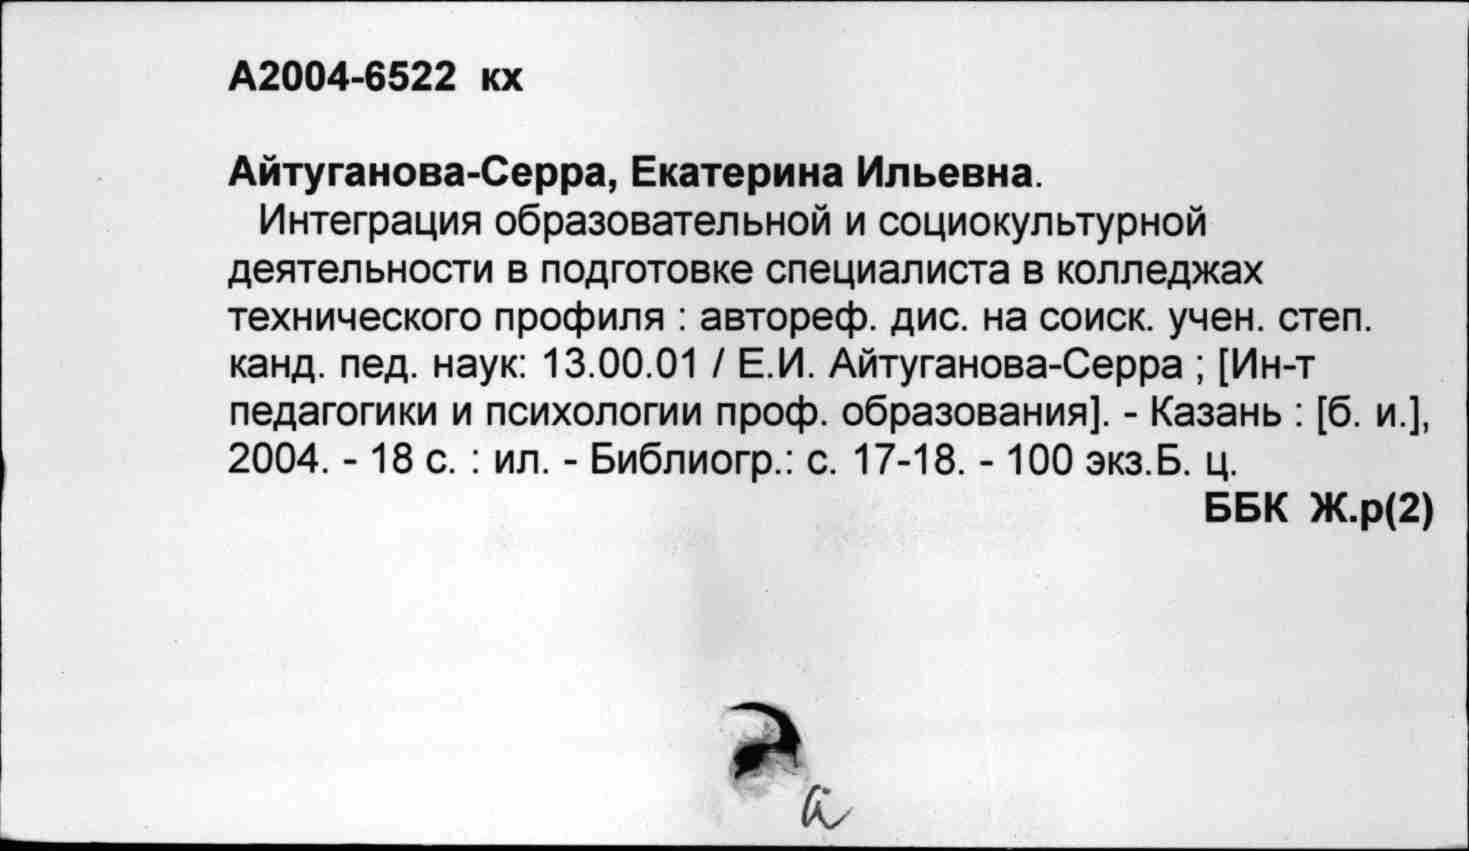 А2004-6522 кх
Айтуганова-Серра, Екатерина Ильевна.
Интеграция образовательной и социокультурной
деятельности в подготовке специалиста в колледжах
технического профиля : автореф. дис. на соиск. учен. степ.
канд. пед. наук: 13.00.01 / Е.И. Айтуганова-Серра ; [Ин-т
педагогики и психологии проф. образования]. - Казань : [б. и.],
2004. - 18 с. : ил. - Библиогр.: с. 17-18. - 100 экз.Б. ц.
ББК Ж.р(2)